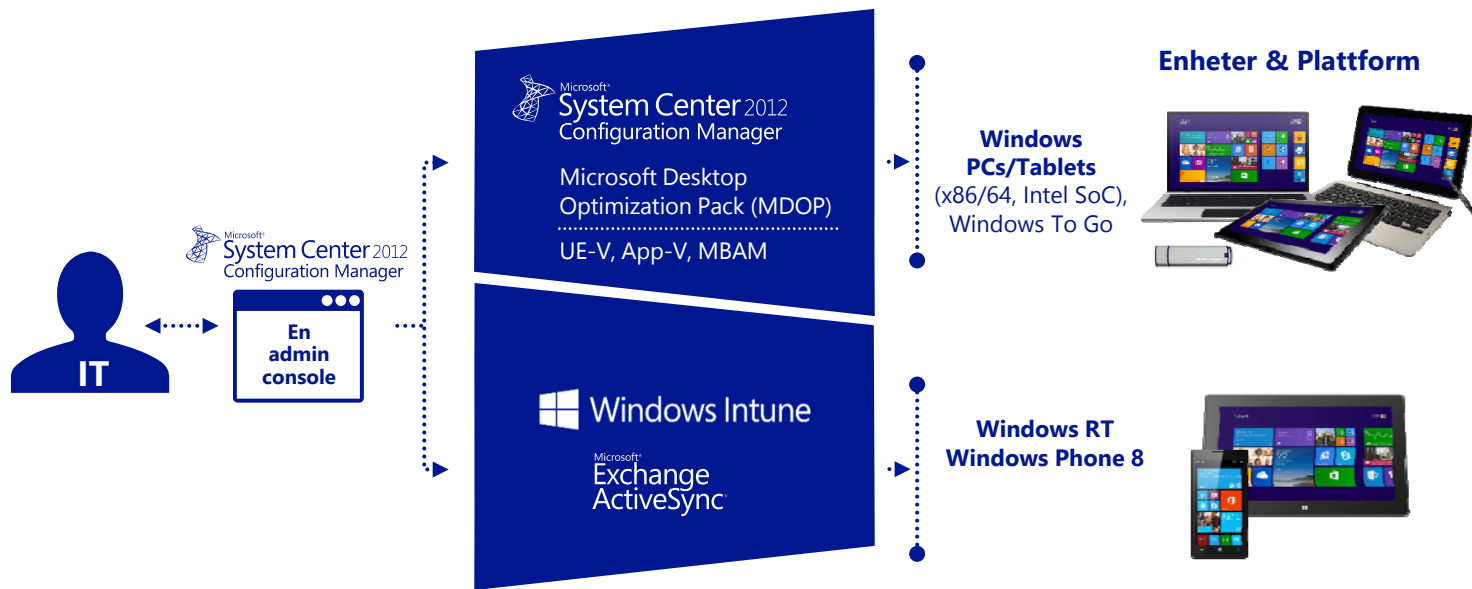 IT
Microsoft®
System Center 2012
Configuration Manager
En
admin
console
Microsoft®
System Center 2012
Configuration Manager
Microsoft Desktop
Optimization Pack (MDOP)
UE-V, App-V, MBAM
Windows Intune
Microsoft®
Exchange
ActiveSync®
Enheter & Plattform
Windows
PCs/Tablets
(x86/64, Intel SoC),
Windows To Go
Windows RT
Windows Phone 8